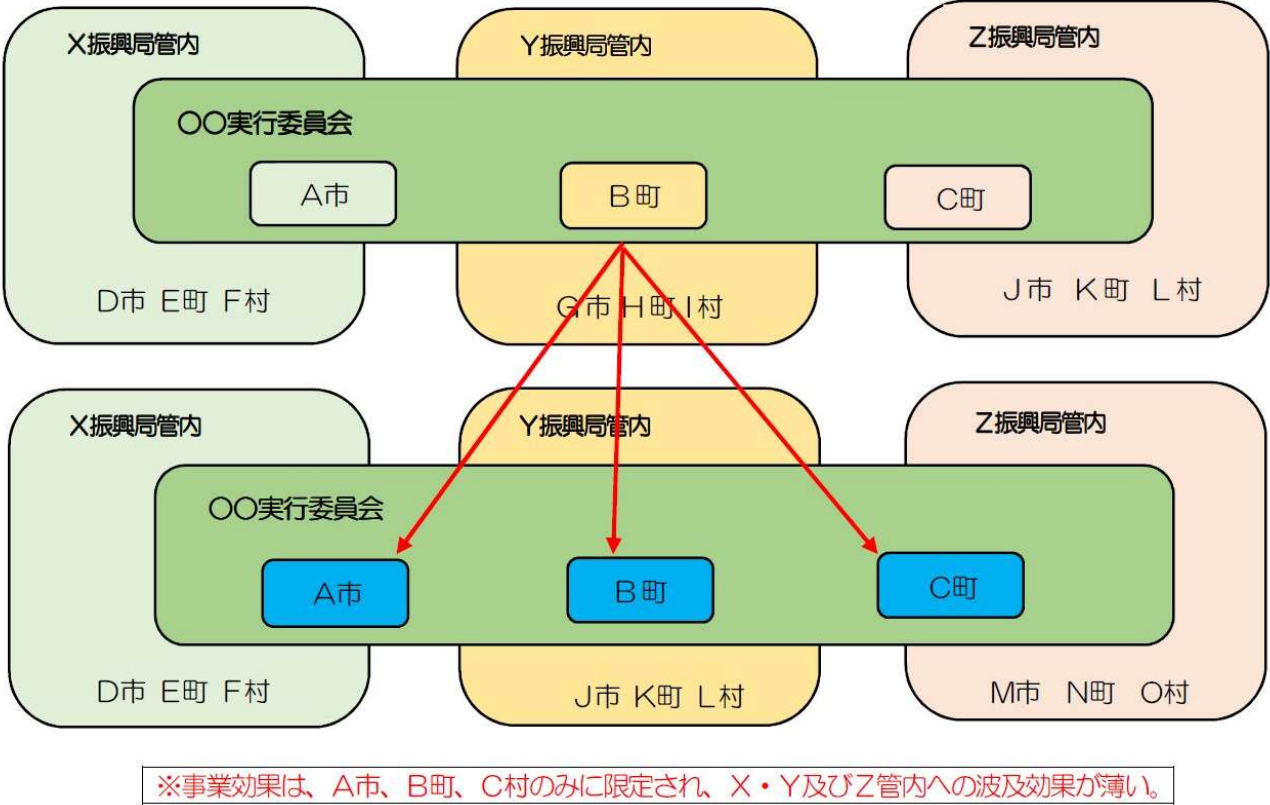 X振興局管内
Y振興局管内
Z振興局管内
〇〇実行委員会
A市
B町
C町
D市 E町 F村
G市 H町 I村
J市 K町 L村
X振興局管内
Y振興局管内
Z振興局管内
〇〇実行委員会
A市
B町
C町
D市 E町 F村
J市 K町 L村
M市 N町 O村
※事業効果は、A市、B町、C村のみに限定され、X・Y及びZ管内への波及効果が薄い。